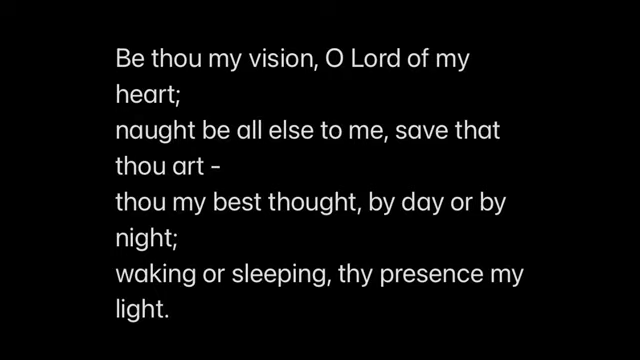 Be thou my vision, O Lord of my
heart;
naught be all else to me, save that
thou art -
thou my best thought, by day or by
night;
waking or sleeping, thy presence my
light.